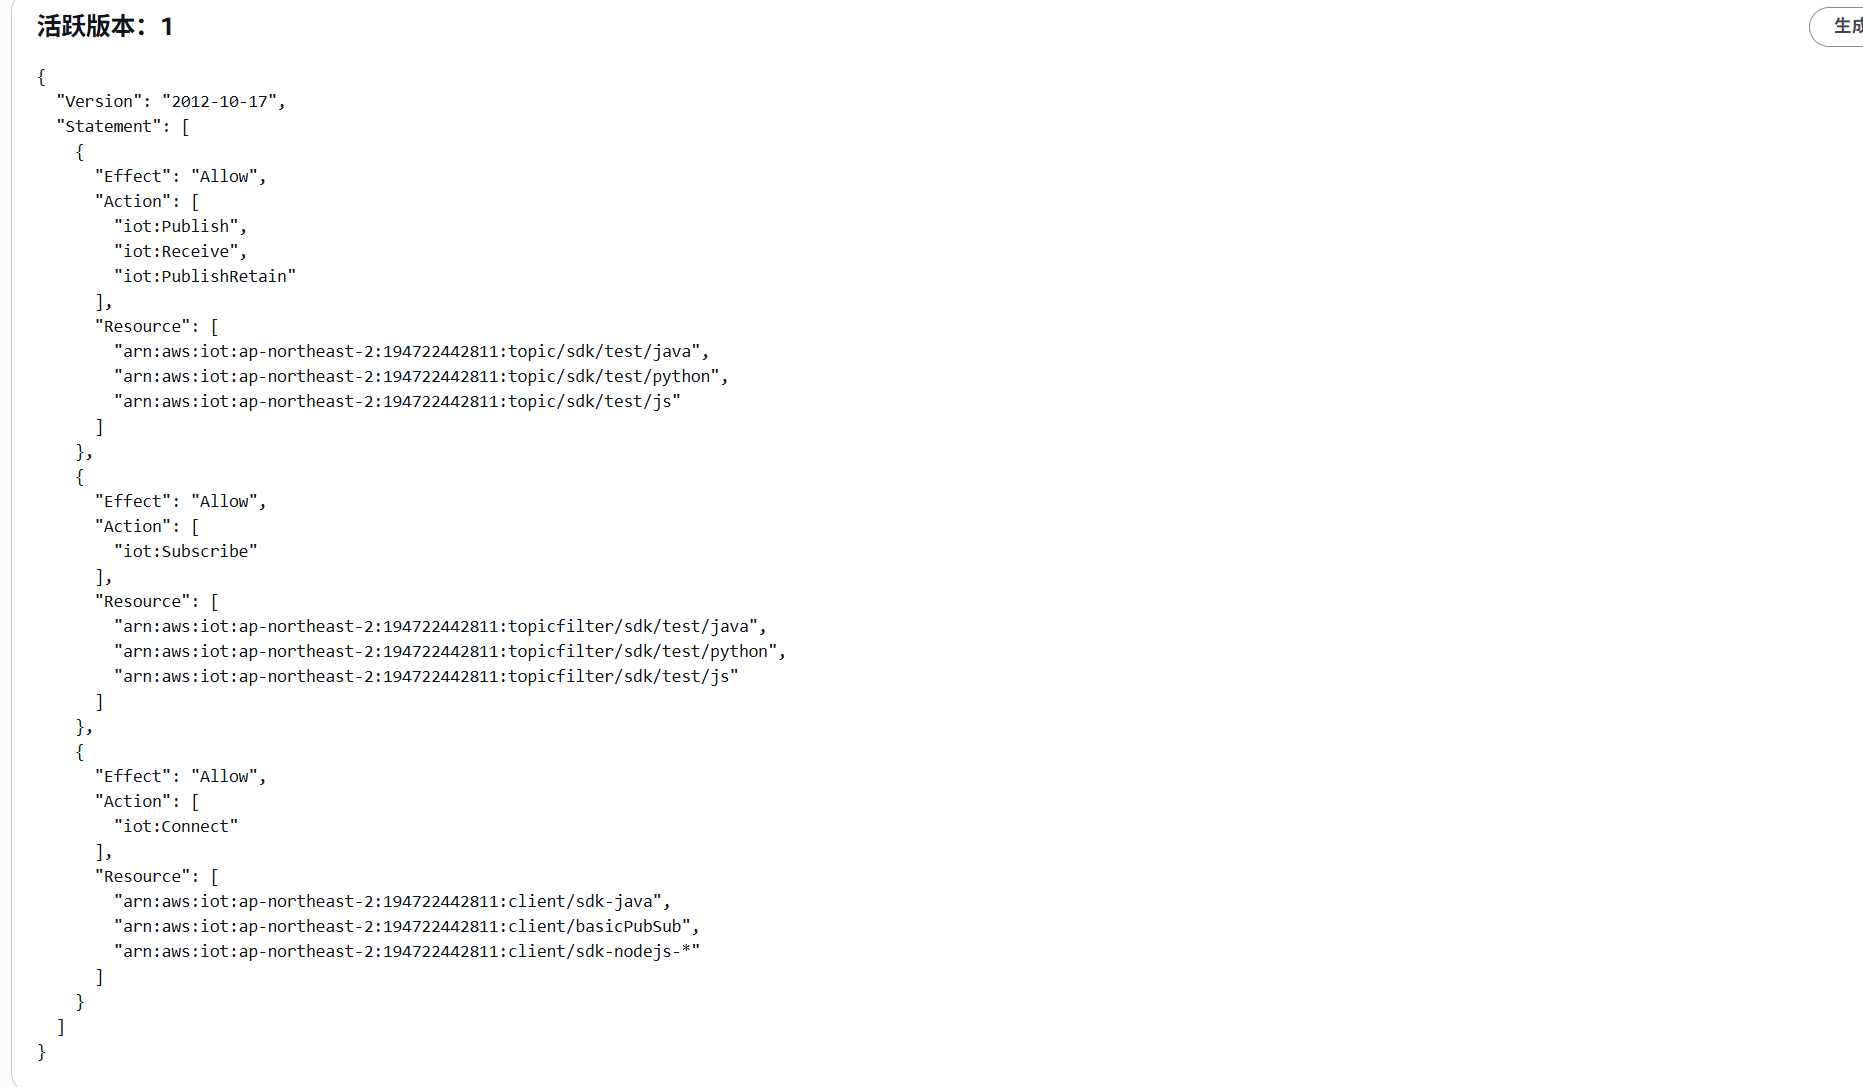 活跃版本：1
生成
{
  "Version": "2012-10-17",
  "Statement": [
    {
      "Effect": "Allow",
      "Action": [
        "iot:Publish",
        "iot:Receive",
        "iot:PublishRetain"
      ],
      "Resource": [
        "arn:aws:iot:ap-northeast-2:194722442811:topic/sdk/test/java",
        "arn:aws:iot:ap-northeast-2:194722442811:topic/sdk/test/python",
        "arn:aws:iot:ap-northeast-2:194722442811:topic/sdk/test/js"
      ]
    },
    {
      "Effect": "Allow",
      "Action": [
        "iot:Subscribe"
      ],
      "Resource": [
        "arn:aws:iot:ap-northeast-2:194722442811:topicfilter/sdk/test/java",
        "arn:aws:iot:ap-northeast-2:194722442811:topicfilter/sdk/test/python",
        "arn:aws:iot:ap-northeast-2:194722442811:topicfilter/sdk/test/js"
      ]
    },
    {
      "Effect": "Allow",
      "Action": [
        "iot:Connect"
      ],
      "Resource": [
        "arn:aws:iot:ap-northeast-2:194722442811:client/sdk-java",
        "arn:aws:iot:ap-northeast-2:194722442811:client/basicPubSub",
        "arn:aws:iot:ap-northeast-2:194722442811:client/sdk-nodejs-*"
      ]
    }
  ]
}